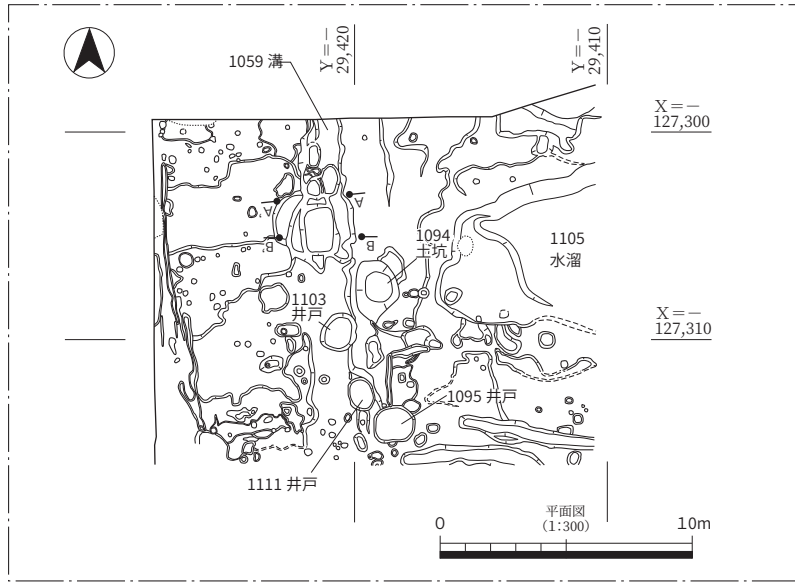 1059 溝
Y=－
29,420
Y=－
29,410
X=－
127,300
A'
A
B'
B
1094
土坑
1105
水溜
1103
井戸
X=－
127,310
1095 井戸
1111 井戸
平面図
(1:300)
0
10m